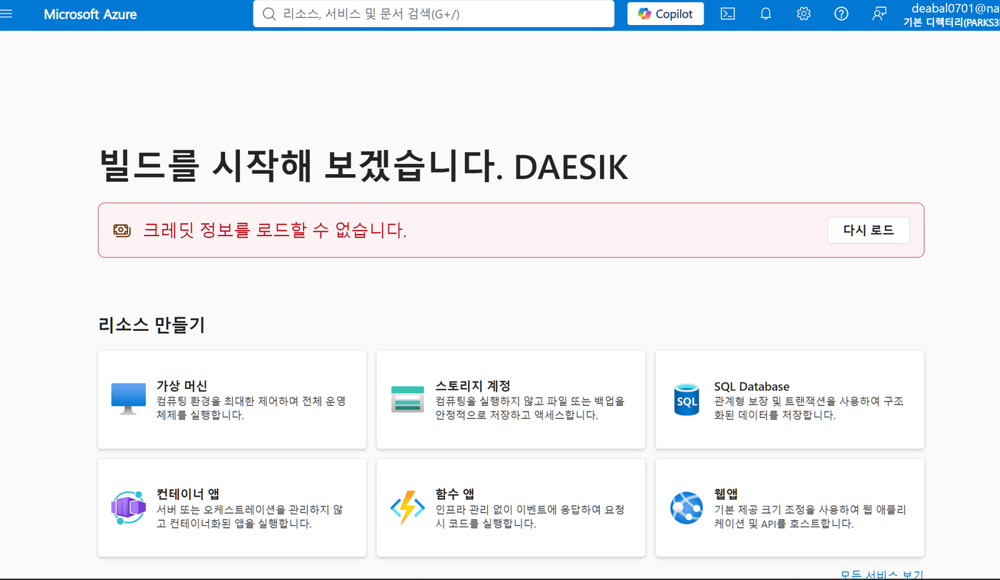 Microsoft Azure
리소스, 서비스 및 문서 검색(G+/)
Copilot
deabal0701@na
기본 디렉터리(PARKS3
빌드를 시작해 보겠습니다. DAESIK
크레딧 정보를 로드할 수 없습니다.
다시 로드
리소스 만들기
가상 머신
컴퓨팅 환경을 최대한 제어하며 전체 운영
체제를 실행합니다.
스토리지 계정
컴퓨팅을 실행하지 않고 파일 또는 백업을
안정적으로 저장하고 액세스합니다.
SQL
SQL Database
관계형 보장 및 트랜잭션을 사용하여 구조
화된 데이터를 저장합니다.
컨테이너 앱
서버 또는 오케스트레이션을 관리하지 않
고 컨테이너화된 앱을 실행합니다.
함수 앱
인프라 관리 없이 이벤트에 응답하여 요청
시 코드를 실행합니다.
웹앱
기본 제공 크기 조정을 사용하여 웹 애플리
케이션 및 API를 호스트합니다.
모든 서비스 보기